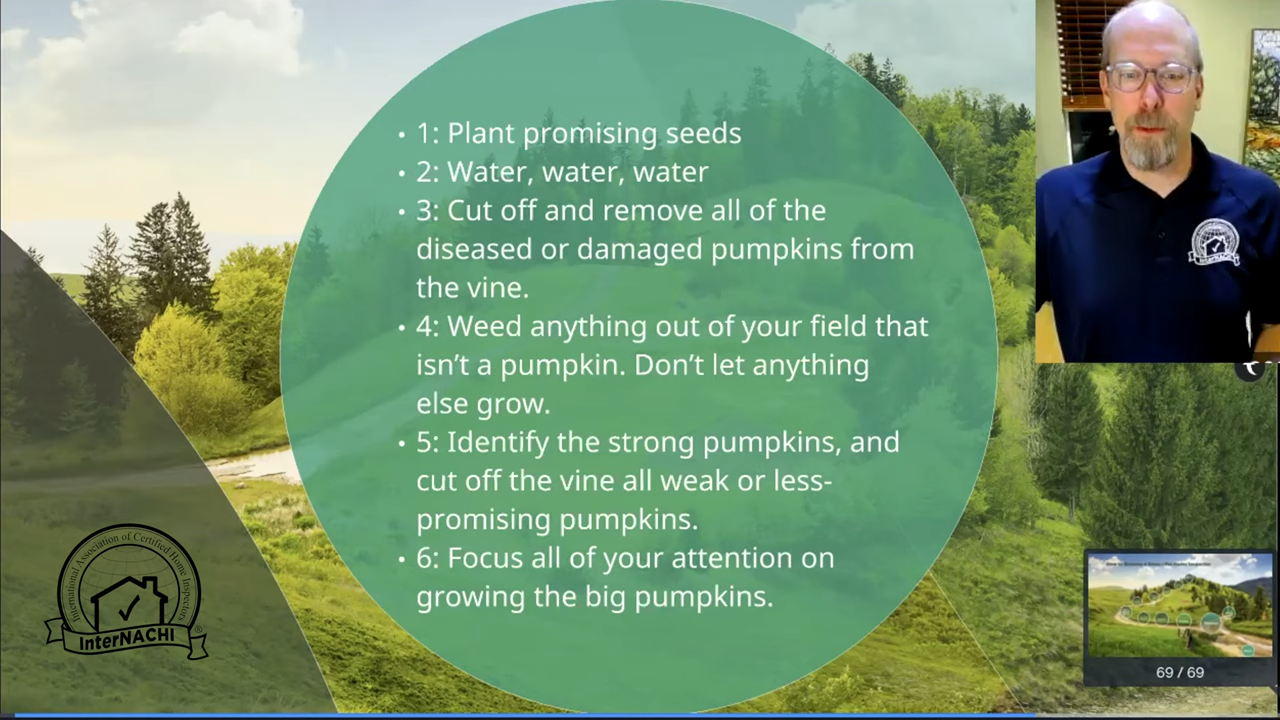 • 1: Plant promising seeds
• 2: Water, water, water
• 3: Cut off and remove all of the
diseased or damaged pumpkins from
the vine.
• 4: Weed anything out of your field that
isn’t a pumpkin. Don’t let anything
else grow.
• 5: Identify the strong pumpkins, and
cut off the vine all weak or less-
promising pumpkins.
• 6: Focus all of your attention on
growing the big pumpkins.
InterNACHI
International Association of Certified Home Inspectors
InterNACHI
®
69 / 69